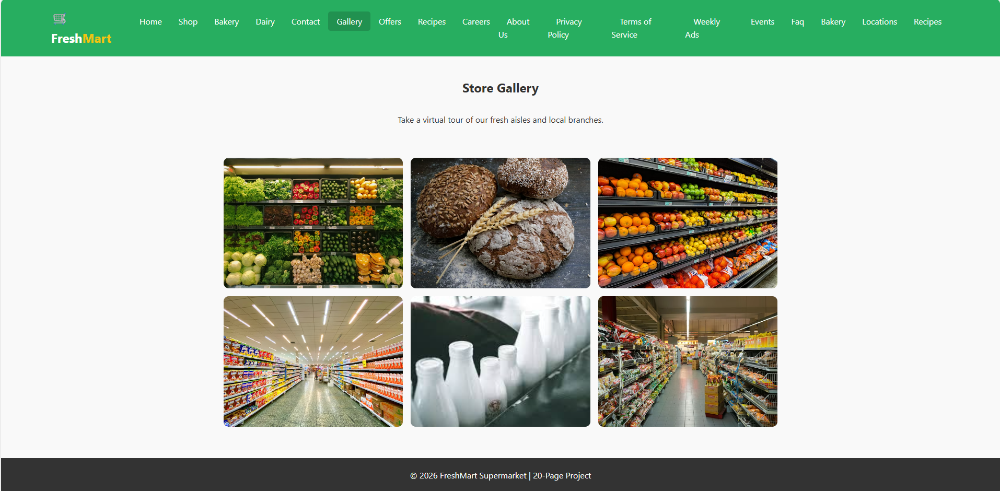 FreshMart
Home Shop Bakery Dairy Contact Gallery Offers Recipes Careers About Us Privacy Policy Terms of Service Weekly Ads Events Faq Bakery Locations Recipes
Store Gallery
Take a virtual tour of our fresh aisles and local branches.
© 2026 FreshMart Supermarket | 20-Page Project